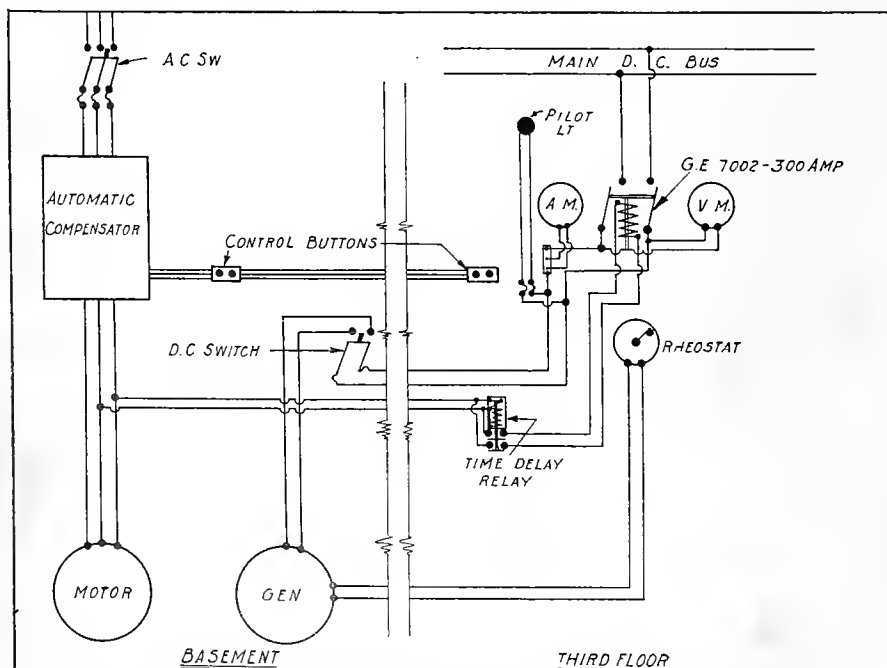 A C SW
MAIN D. C. BUS
PILOT
LT
G.E 7002-300 AMP
A M.
V M.
AUTOMATIC
COMPENSATOR
CONTROL BUTTONS
D.C SWITCH
RHEOSTAT
TIME DELAY
RELAY
MOTOR
GEN
BASEMENT
THIRD FLOOR